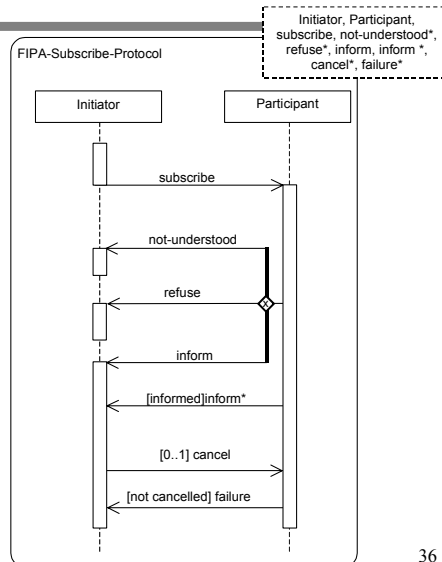 Initiator, Participant,
subscribe, not-understood*,
refuse*, inform, inform *,
cancel*, failure*
FIPA-Subscribe-Protocol
Initiator
Participant
subscribe
not-understood
refuse
x
inform
[informed]inform*
[0..1] cancel
[not cancelled] failure
36